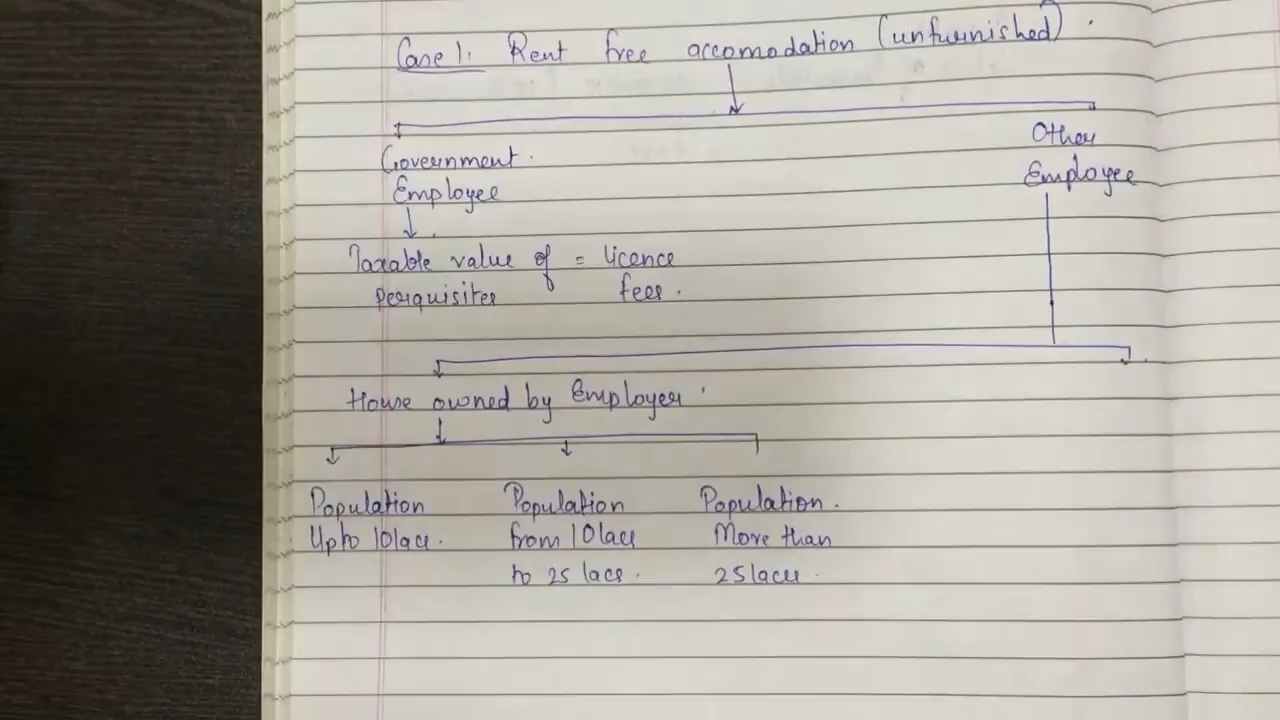 Case 1: Rent free accomodation (unfurnished)
Government
Employee
Other
Employee
Taxable value of = licence
perquisites fees.
House owned by Employer
Population
Upto 10lacs.
Population
from 10lacs
to 25 lacs.
Population.
More than
25lacs.